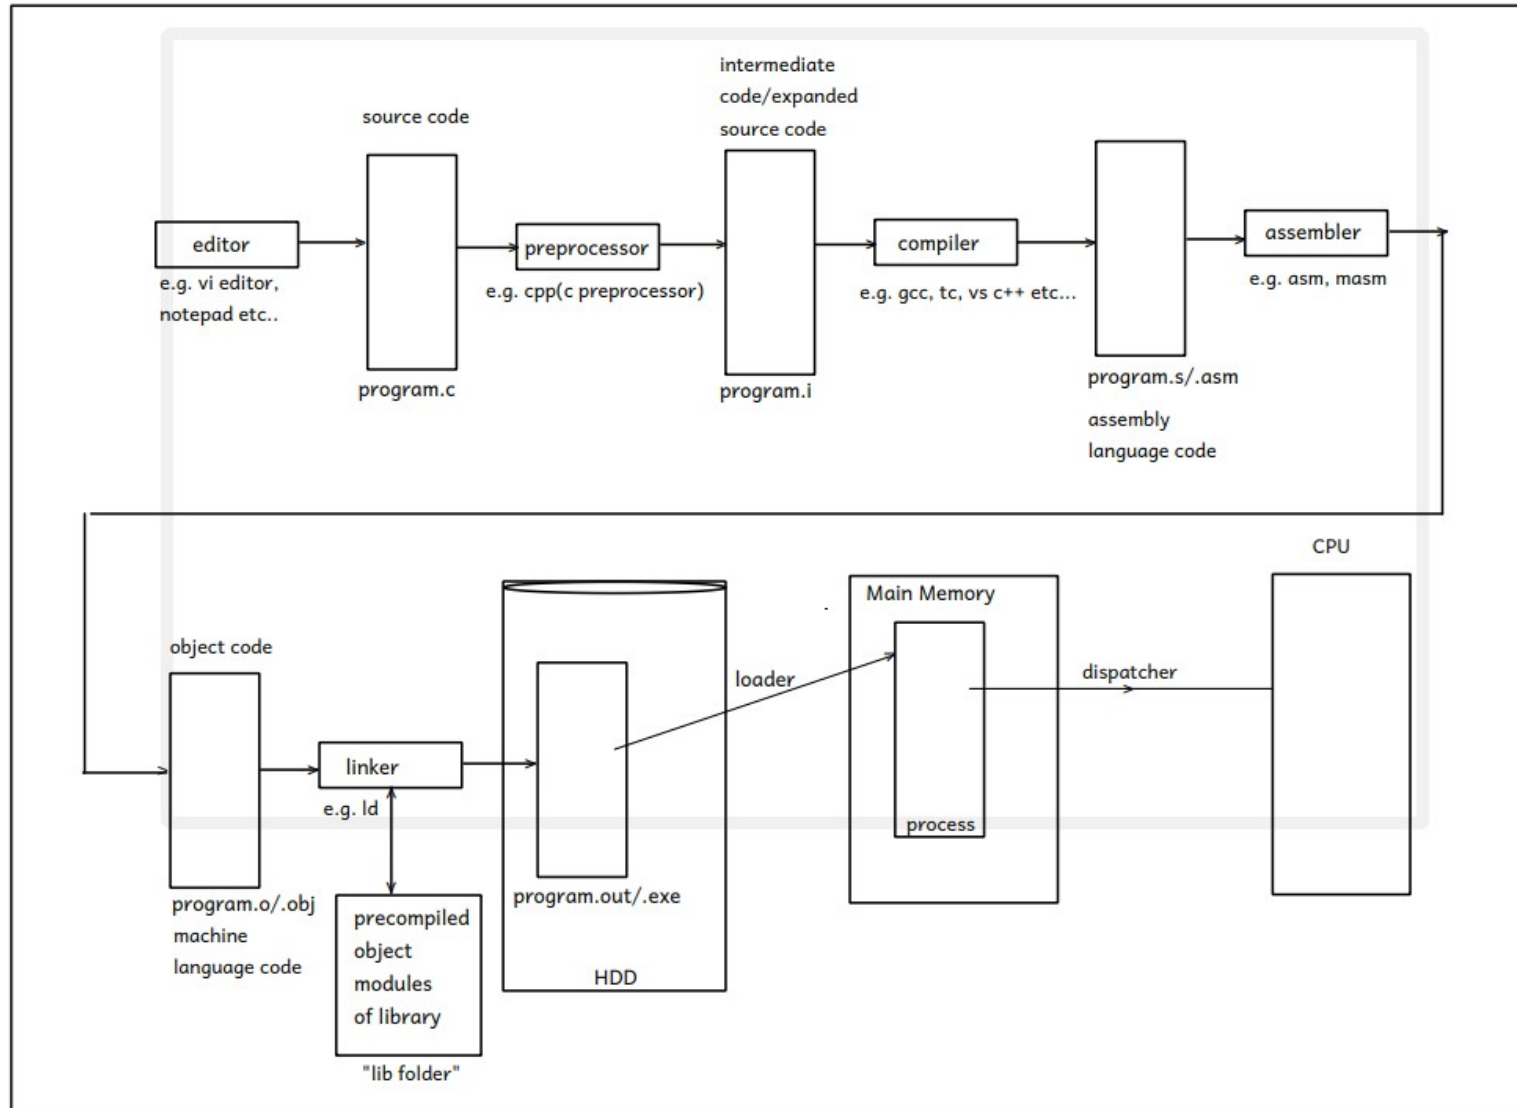 source code
intermediate
code/expanded
source code
editor
e.g. vi editor,
notepad etc..
program.c
preprocessor
e.g. cpp(c preprocessor)
program.i
compiler
e.g. gcc, tc, vs c++ etc...
program.s/.asm
assembly
language code
assembler
e.g. asm, masm
object code
program.o/.obj
machine
language code
linker
e.g. ld
precompiled
object
modules
of library
"lib folder"
program.out/.exe
HDD
loader
Main Memory
process
dispatcher
CPU